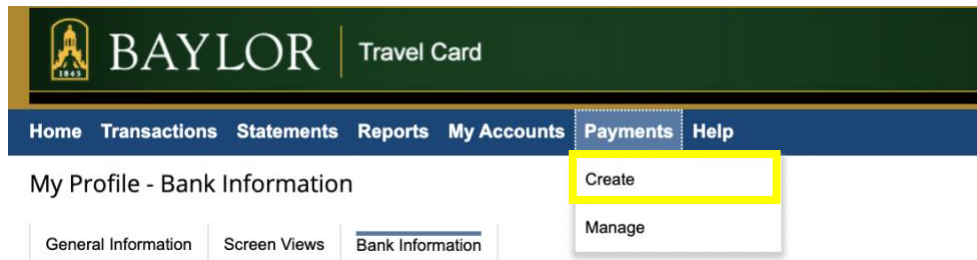 BAYLOR Travel Card
1845
Home Transactions Statements Reports My Accounts Payments Help
My Profile - Bank Information
Create
Manage
General Information Screen Views Bank Information